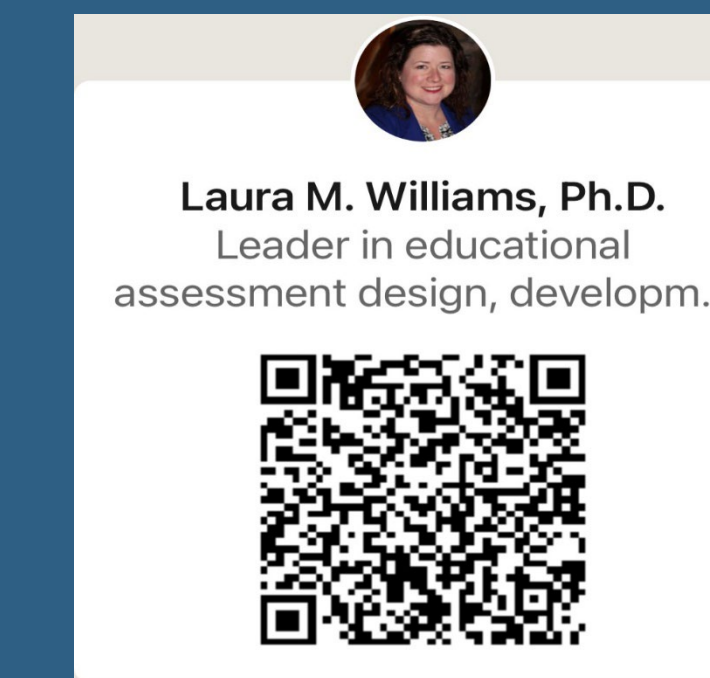 Laura M. Williams, Ph.D.
Leader in educational
assessment design, developm.